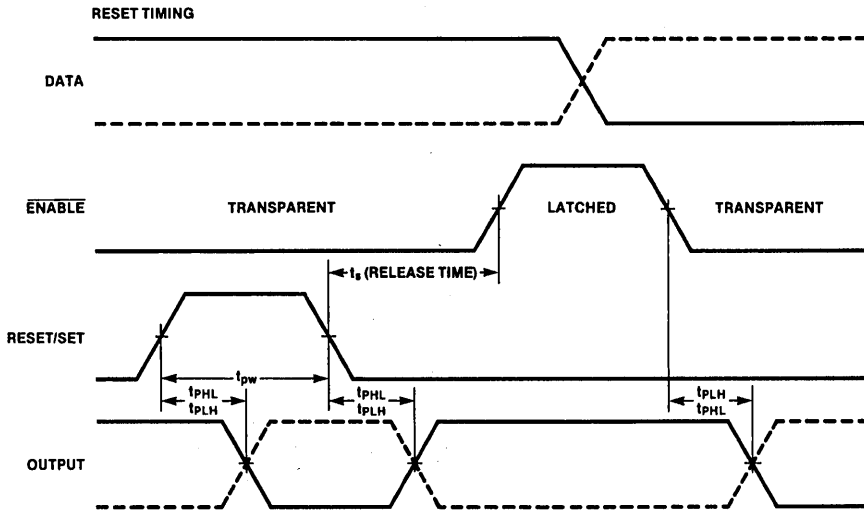 RESET TIMING
DATA
ENABLE
TRANSPARENT
LATCHED
TRANSPARENT
ts (RELEASE TIME)
RESET/SET
tpw
tPHL
tPLH
tPHL
tPLH
tPLH
tPHL
OUTPUT